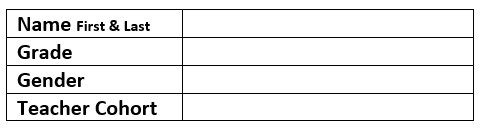 Name First & Last
Grade
Gender
Teacher Cohort